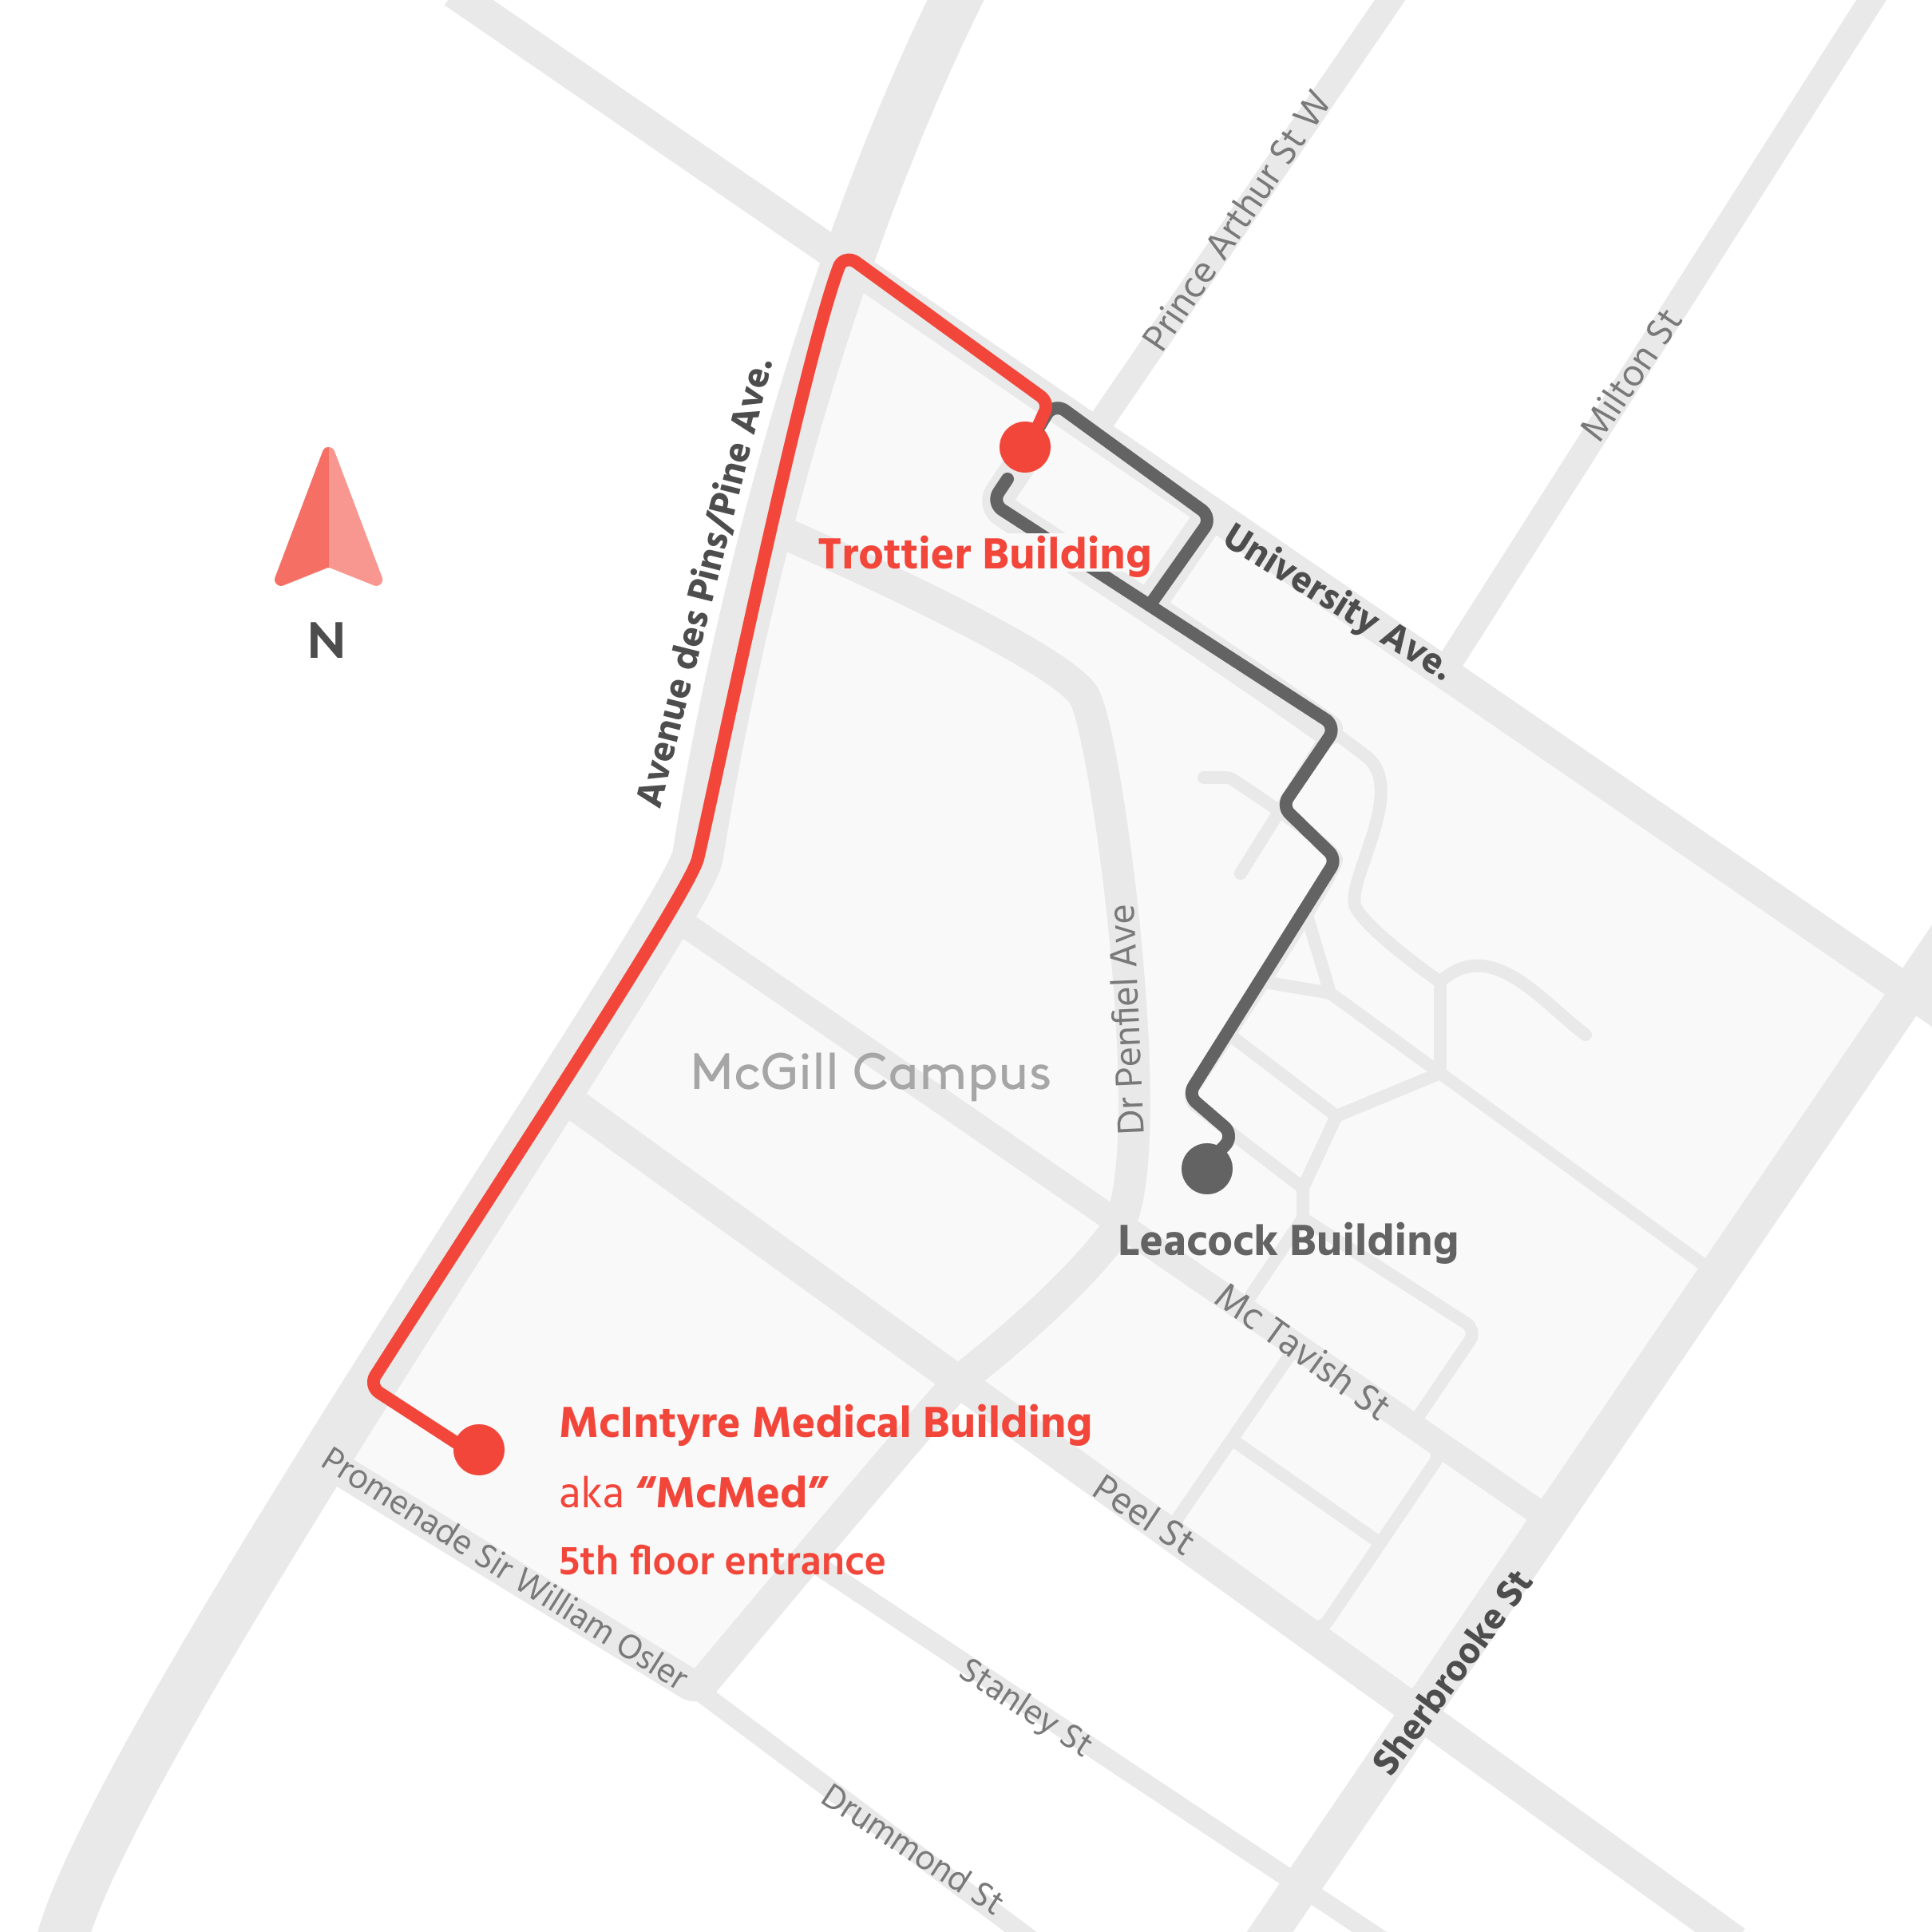 Prince Arthur St W
Milton St
Avenue des Pins/Pine Ave.
N
Trottier Building
University Ave.
Dr Penfiel Ave
McGill Campus
Leacock Building
Mc Tavish St
McIntyre Medical Building
aka “McMed”
5th floor entrance
Promenade Sir William Osler
Peel St
Sherbrooke St
Stanley St
Drummond St